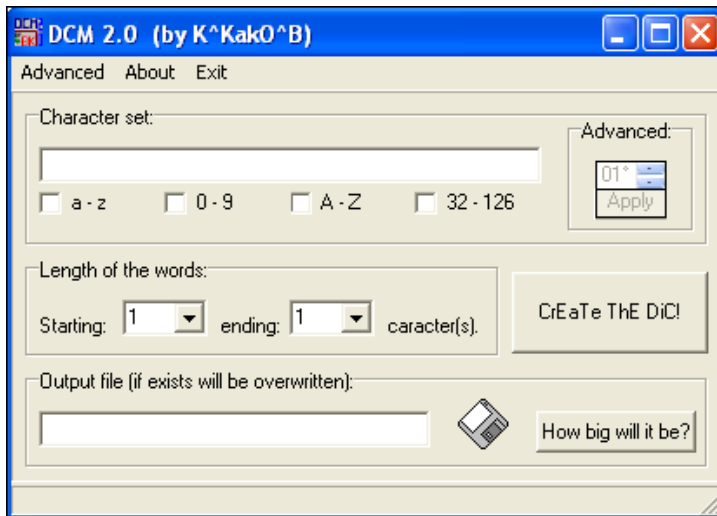 DCM 2.0 (by K^KakO^B)
Advanced About Exit
Character set:
Advanced:
01°
a - z 0 - 9 A - Z 32 - 126
Apply
Length of the words:
Starting: 1 ending: 1 caracter(s).
CrEaTe ThE DiC!
Output file (if exists will be overwritten):
How big will it be?